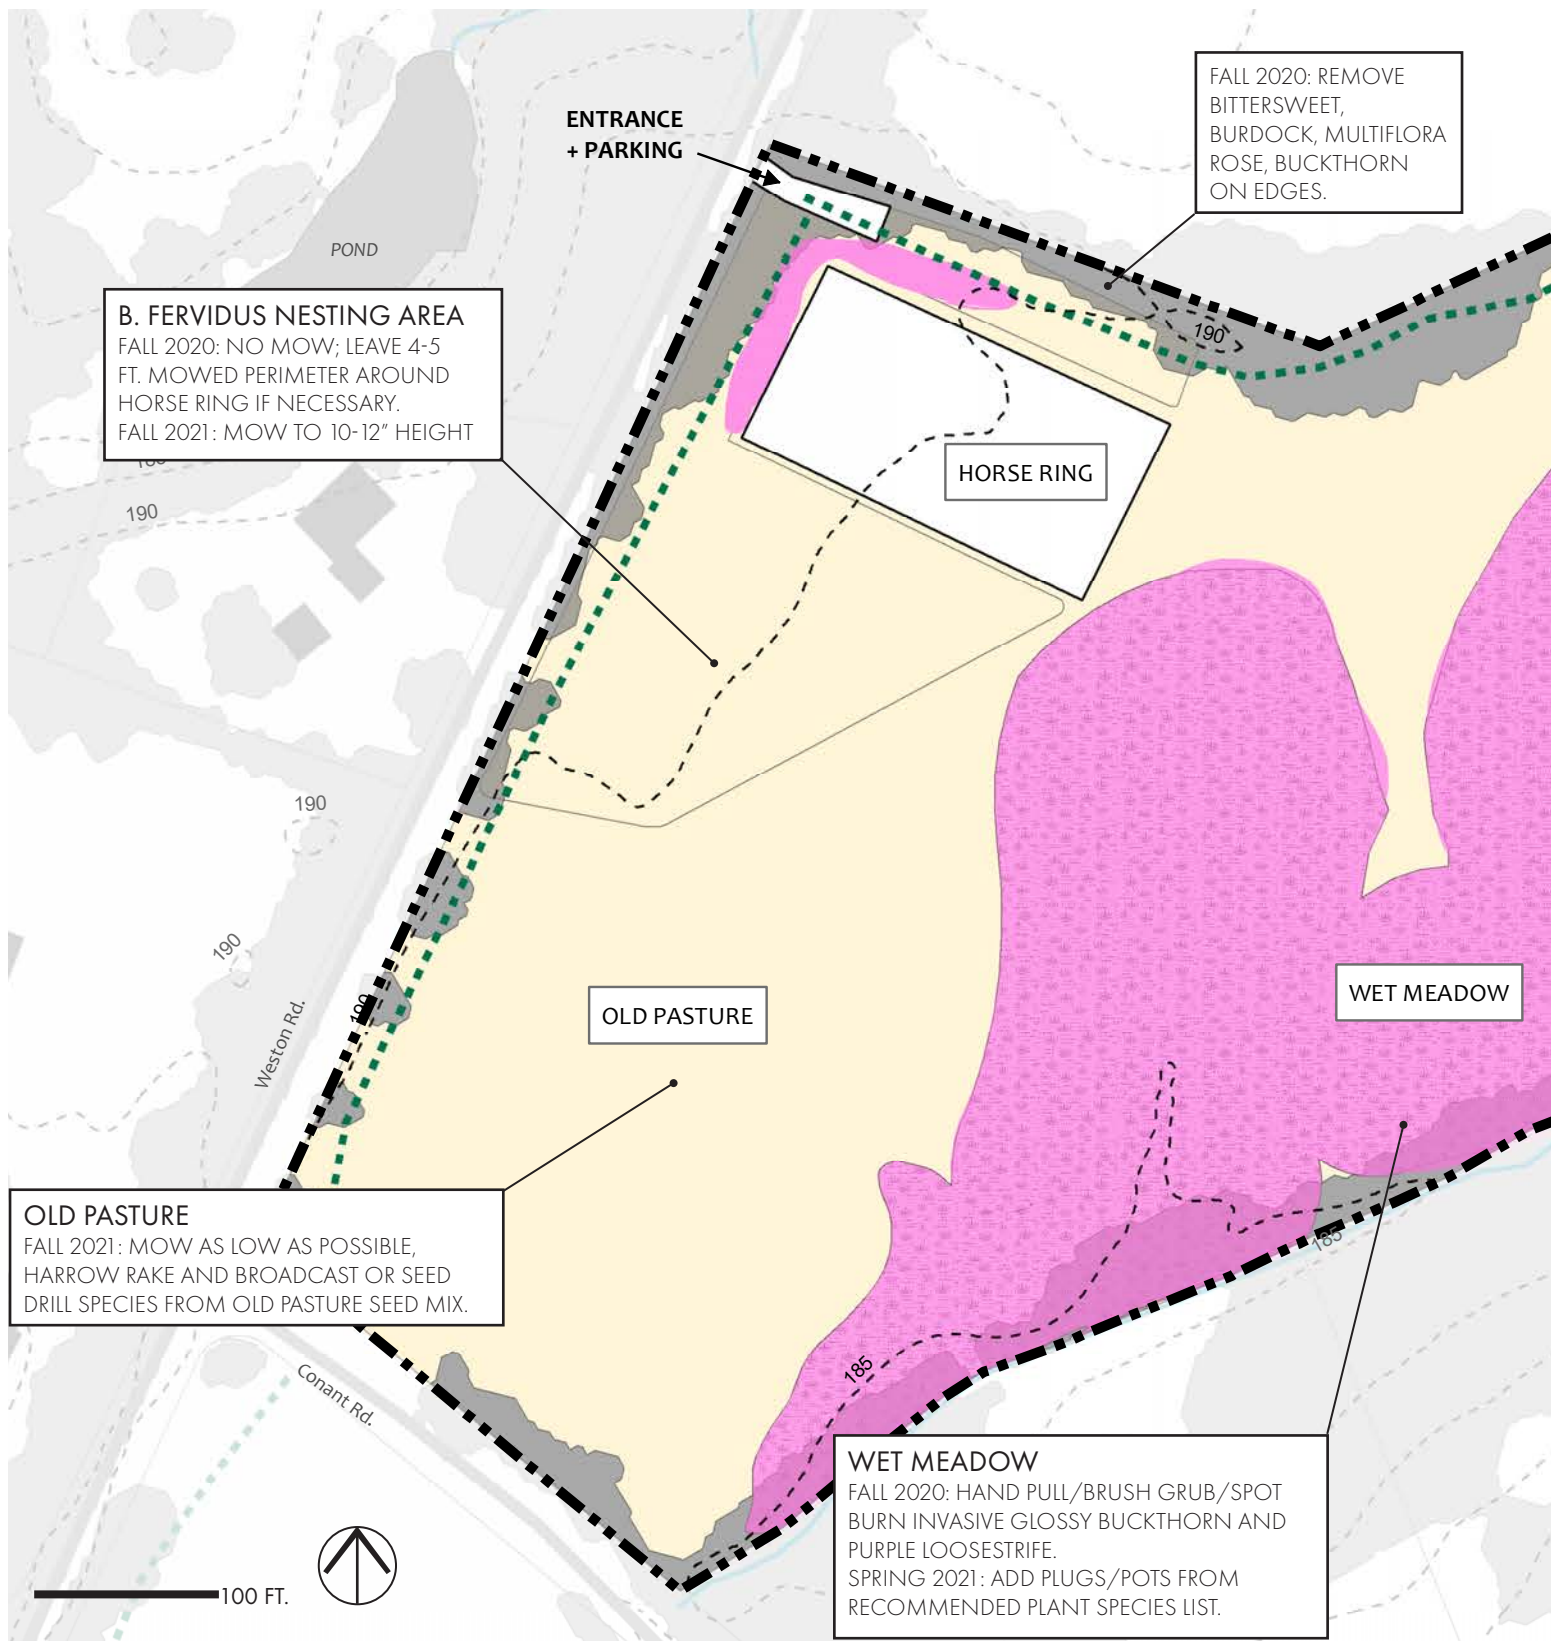 ENTRANCE
+ PARKING
FALL 2020: REMOVE
BITTERSWEET,
BURDOCK, MULTIFLORA
ROSE, BUCKTHORN
ON EDGES.
POND
B. FERVIDUS NESTING AREA
FALL 2020: NO MOW; LEAVE 4-5
FT. MOWED PERIMETER AROUND
HORSE RING IF NECESSARY.
FALL 2021: MOW TO 10-12” HEIGHT
190
HORSE RING
190
190
190
190
WET MEADOW
OLD PASTURE
Weston Rd.
OLD PASTURE
FALL 2021: MOW AS LOW AS POSSIBLE,
HARROW RAKE AND BROADCAST OR SEED
DRILL SPECIES FROM OLD PASTURE SEED MIX.
185
185
Conant Rd.
WET MEADOW
FALL 2020: HAND PULL/BRUSH GRUB/SPOT
BURN INVASIVE GLOSSY BUCKTHORN AND
PURPLE LOOSESTRIFE.
SPRING 2021: ADD PLUGS/POTS FROM
RECOMMENDED PLANT SPECIES LIST.
100 FT.